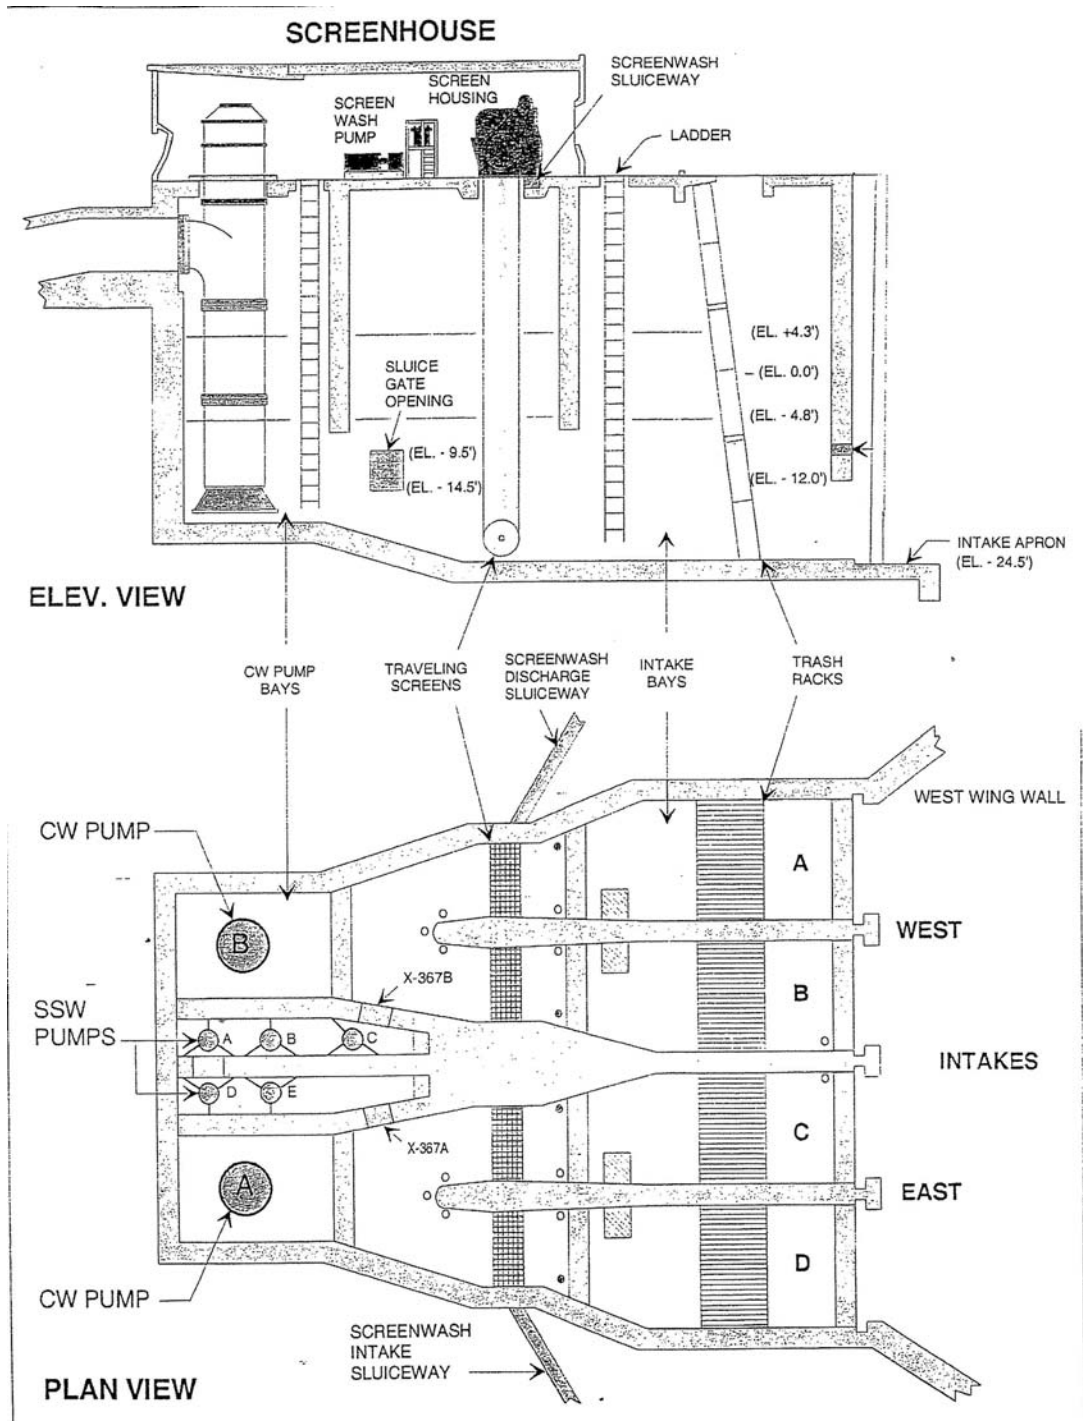 SCREENHOUSE
SCREENWASH
SLUICEWAY
SCREEN
HOUSING
SCREEN
WASH
PUMP
LADDER
(EL. +4.3')
SLUICE
GATE
OPENING
– (EL. 0.0')
(EL. - 4.8')
(EL. - 9.5')
(EL. - 14.5')
(EL. - 12.0')
INTAKE APRON
(EL. - 24.5')
ELEV. VIEW
CW PUMP
BAYS
TRAVELING
SCREENS
SCREENWASH
DISCHARGE
SLUICEWAY
INTAKE
BAYS
TRASH
RACKS
WEST WING WALL
CW PUMP
A
B
WEST
X-367B
B
SSW
PUMPS
A
B
C
INTAKES
D
E
C
X-367A
A
EAST
D
CW PUMP
SCREENWASH
INTAKE
SLUICEWAY
PLAN VIEW